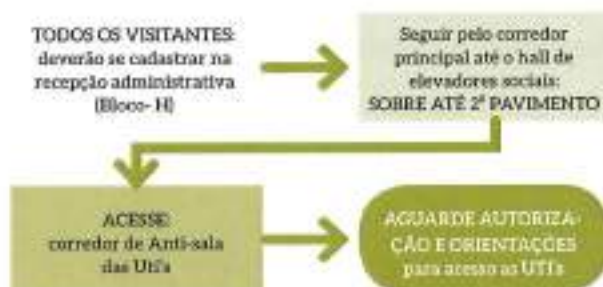 TODOS OS VISITANTES:
deverão se cadastrar na
recepção administrativa
(Bloco- H)
Seguir pelo corredor
principal até o hall de
elevadores sociais:
SOBRE ATÉ 2º PAVIMENTO
ACESSE:
corredor de Anti-sala
das Uti's
AGUARDE AUTORIZA-
ÇÃO E ORIENTAÇÕES
para acesso as UTI's